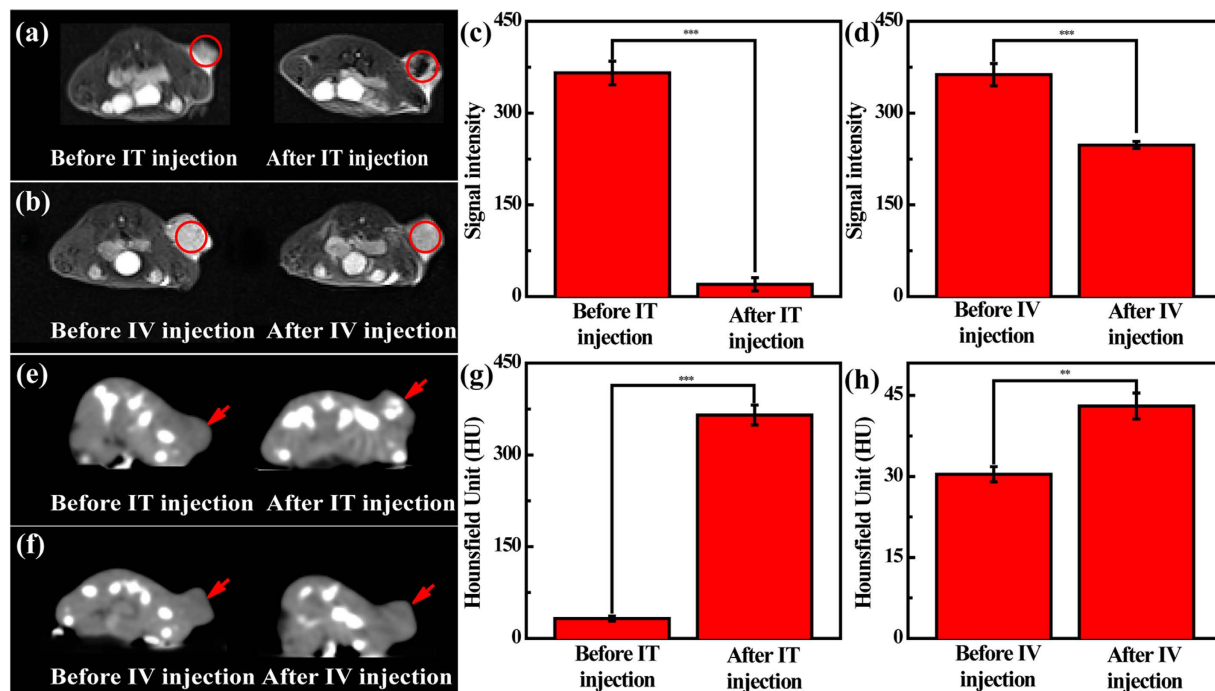 (a)
Before IT injection
After IT injection
(b)
Before IV injection
After IV injection
(e)
Before IT injection
After IT injection
(f)
Before IV injection
After IV injection
(c)
Signal intensity
450
300
150
0
***
Before IT
injection
After IT
injection
(d)
Signal intensity
450
300
150
0
***
Before IV
injection
After IV
injection
(g)
Hounsfield Unit (HU)
450
300
150
0
***
Before IT
injection
After IT
injection
(h)
Hounsfield Unit (HU)
45
30
15
0
**
Before IV
injection
After IV
injection